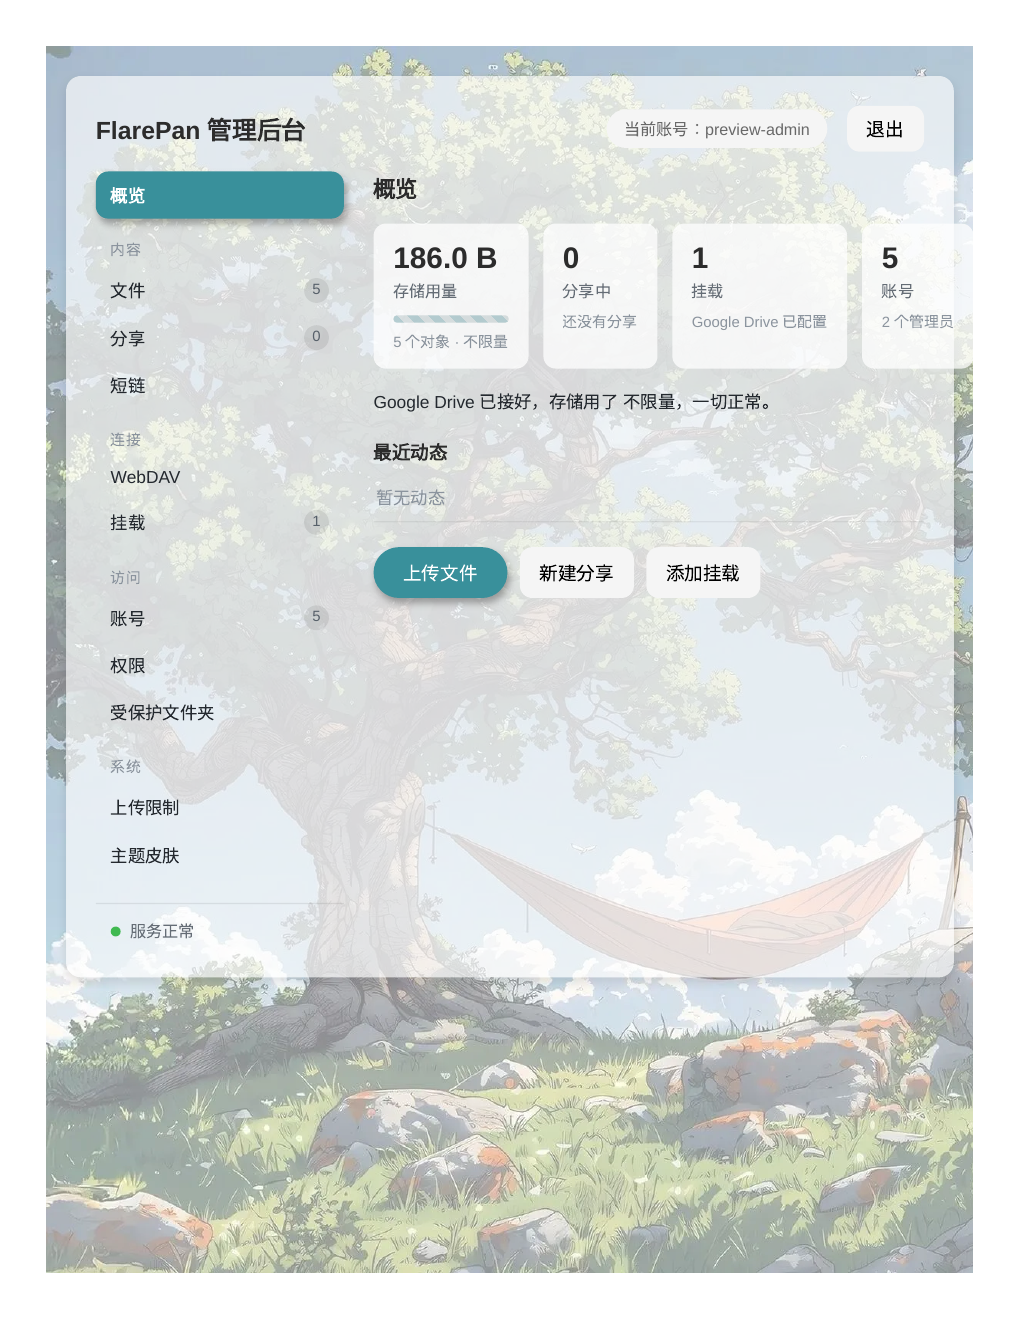 FlarePan 管理后台
当前账号：preview-admin
退出
概览
内容
文件 5
分享 0
短链
连接
WebDAV
挂载 1
访问
账号 5
权限
受保护文件夹
系统
上传限制
主题皮肤
服务正常
概览
186.0 B
存储用量
5 个对象 · 不限量
0
分享中
还没有分享
1
挂载
Google Drive 已配置
5
账号
2 个管理员
Google Drive 已接好，存储用了 不限量，一切正常。
最近动态
暂无动态
上传文件
新建分享
添加挂载